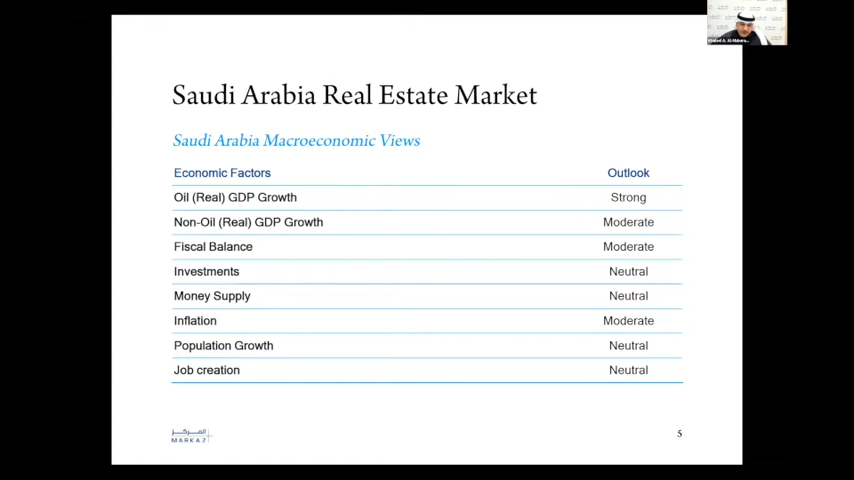 Saudi Arabia Real Estate Market
Saudi Arabia Macroeconomic Views
Economic Factors Outlook
Oil (Real) GDP Growth Strong
Non-Oil (Real) GDP Growth Moderate
Fiscal Balance Moderate
Investments Neutral
Money Supply Neutral
Inflation Moderate
Population Growth Neutral
Job creation Neutral
المركز
MARKAZ
5